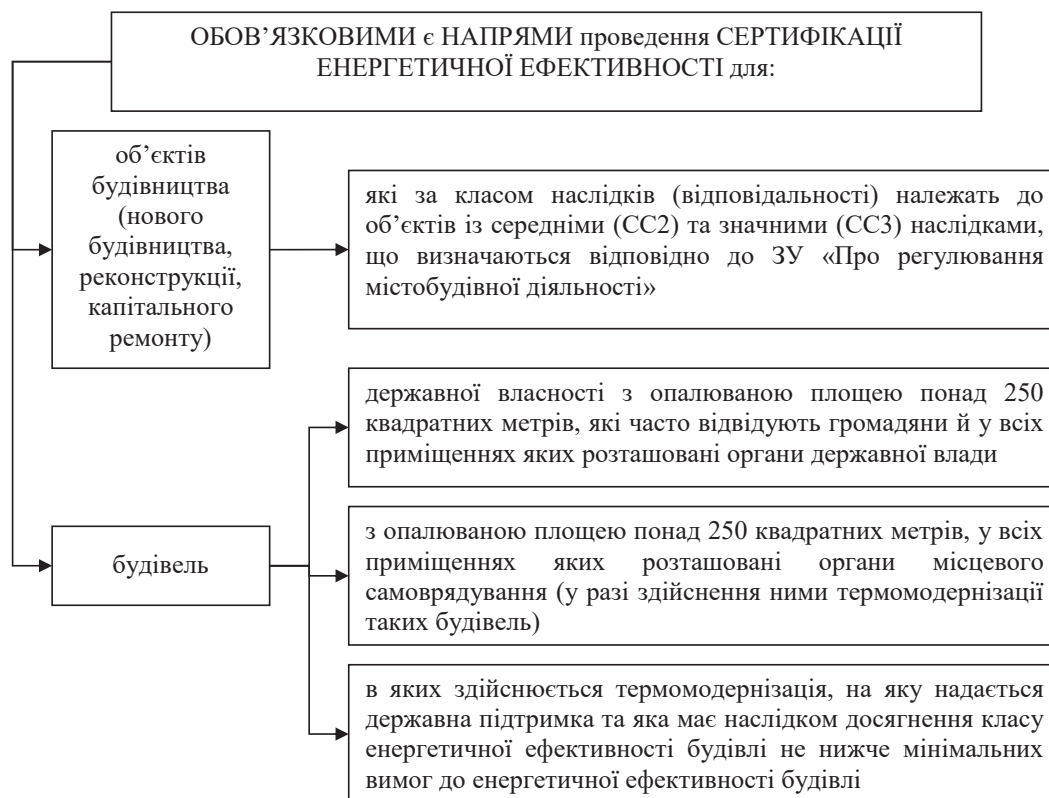 ОБОВ’ЯЗКОВИМИ є НАПРЯМИ проведення СЕРТИФІКАЦІЇ
ЕНЕРГЕТИЧНОЇ ЕФЕКТИВНОСТІ для:
об’єктів
будівництва
(нового
будівництва,
реконструкції,
капітального
ремонту)
які за класом наслідків (відповідальності) належать до
об’єктів із середніми (СС2) та значними (СС3) наслідками,
що визначаються відповідно до ЗУ «Про регулювання
містобудівної діяльності»
будівель
державної власності з опалюваною площею понад 250
квадратних метрів, які часто відвідують громадяни й у всіх
приміщеннях яких розташовані органи державної влади
з опалюваною площею понад 250 квадратних метрів, у всіх
приміщеннях яких розташовані органи місцевого
самоврядування (у разі здійснення ними термомодернізації
таких будівель)
в яких здійснюється термомодернізація, на яку надається
державна підтримка та яка має наслідком досягнення класу
енергетичної ефективності будівлі не нижче мінімальних
вимог до енергетичної ефективності будівлі